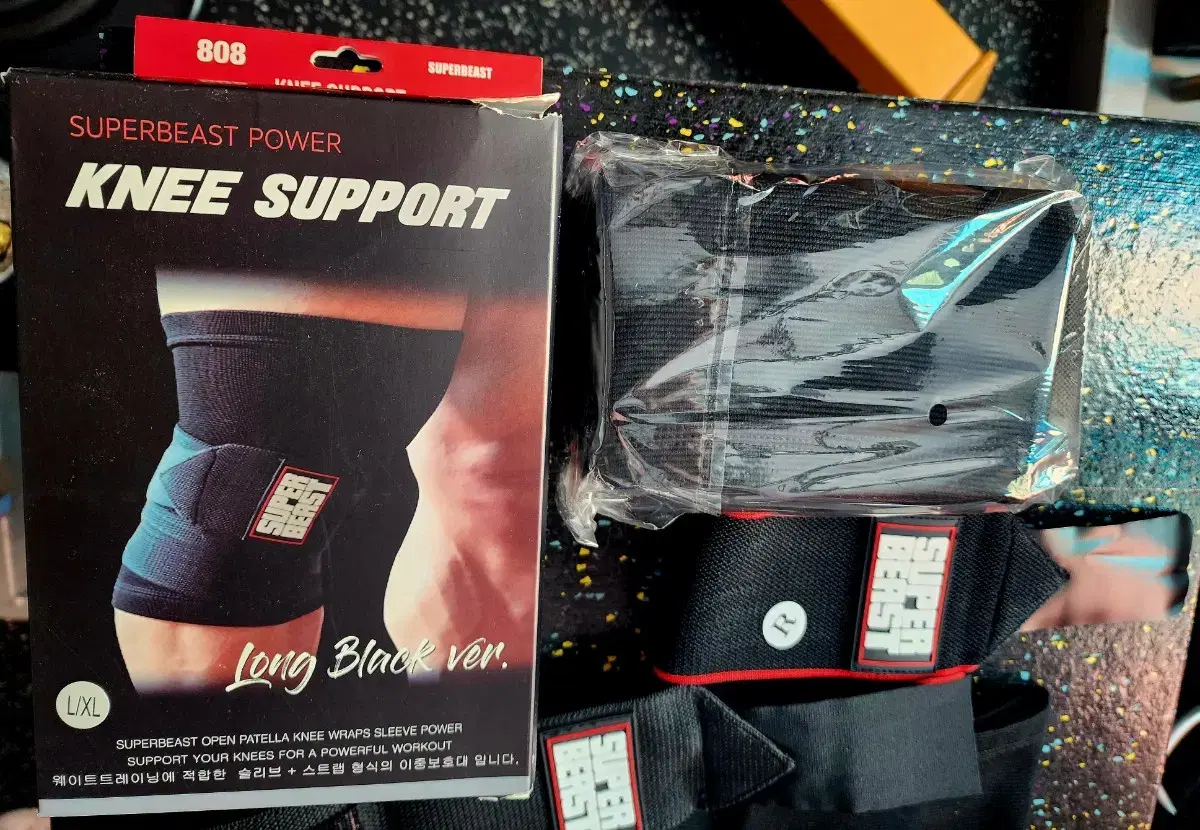 808
SUPERBEAST
KNEE SUPPORT
SUPERBEAST POWER
KNEE SUPPORT
SUPER
BEAST
Long Black ver.
L/XL
SUPERBEAST OPEN PATELLA KNEE WRAPS SLEEVE POWER
SUPPORT YOUR KNEES FOR A POWERFUL WORKOUT
웨이트트레이닝에 적합한 슬리브 + 스트랩 형식의 이중보호대 입니다.
R
SUPER
BEAST
SUPER
BEAST